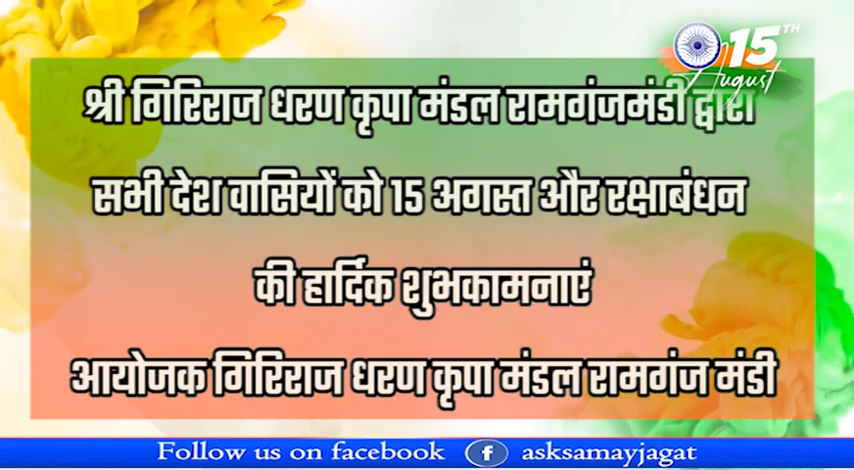 15TH
August
श्री गिरिराज धरण कृपा मंडल रामगंजमंडी द्वारा
सभी देश वासियों को 15 अगस्त और रक्षाबंधन
की हार्दिक शुभकामनाएं
आयोजक गिरिराज धरण कृपा मंडल रामगंज मंडी
Follow us on facebook f asksamayjagat